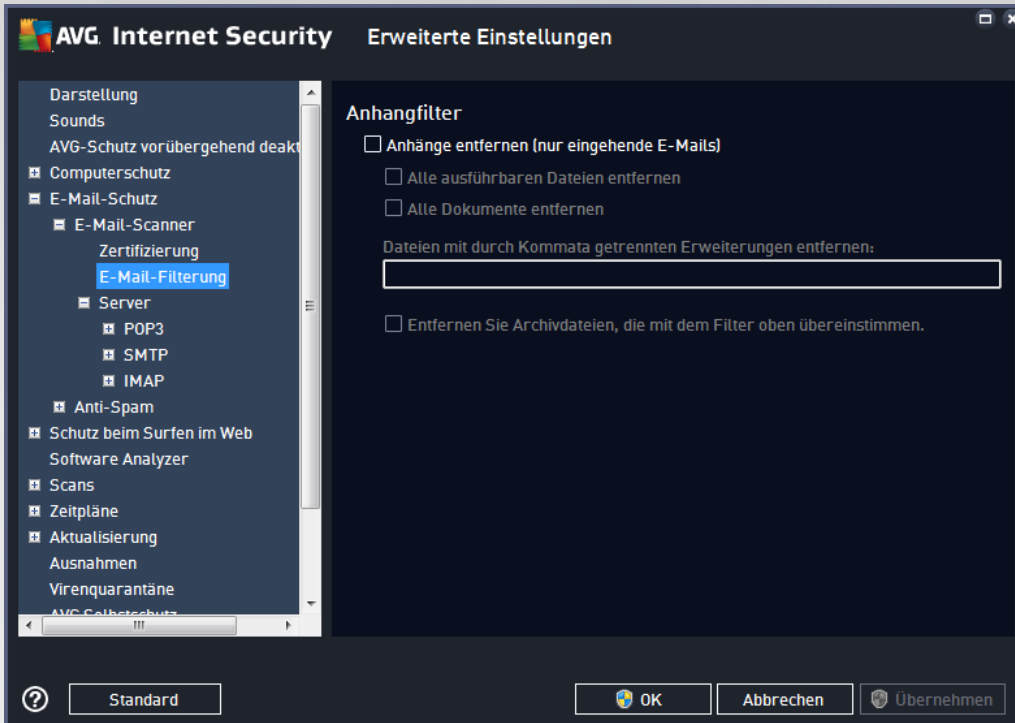 AVG. Internet Security
Erweiterte Einstellungen
Darstellung
Sounds
AVG-Schutz vorübergehend deakt
Computerschutz
E-Mail-Schutz
E-Mail-Scanner
Zertifizierung
E-Mail-Filterung
Server
POP3
SMTP
IMAP
Anti-Spam
Schutz beim Surfen im Web
Software Analyzer
Scans
Zeitpläne
Aktualisierung
Ausnahmen
Virenquarantäne
AVG Selbstschutz
Anhangfilter
Anhänge entfernen (nur eingehende E-Mails)
Alle ausführbaren Dateien entfernen
Alle Dokumente entfernen
Dateien mit durch Kommata getrennten Erweiterungen entfernen:
Entfernen Sie Archivdateien, die mit dem Filter oben übereinstimmen.
Standard
OK
Abbrechen
Übernehmen